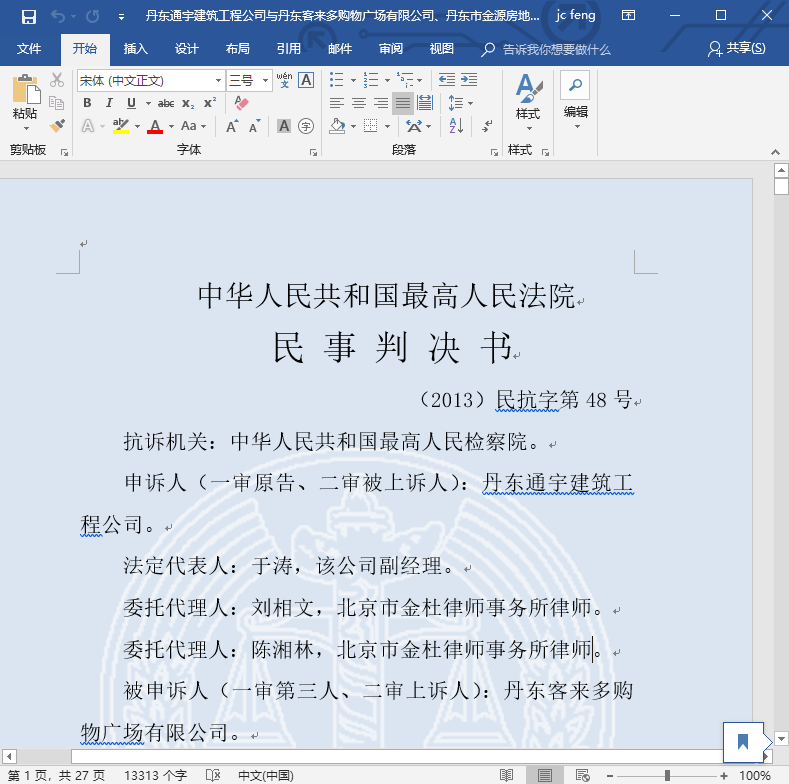 丹东通宇建筑工程公司与丹东客来多购物广场有限公司、丹东市金源房地... jc feng
文件 开始 插入 设计 布局 引用 邮件 审阅 视图 告诉我你想要做什么 共享(S)
宋体 (中文正文) 三号 wén 文 A
粘贴 B I U abc x₂ x² 样式 编辑
A ab A Aa A A A 字 A Z
剪贴板 字体 段落 样式
中华人民共和国最高人民法院
民 事 判 决 书
（2013）民抗字第 48 号
抗诉机关：中华人民共和国最高人民检察院。
申诉人（一审原告、二审被上诉人）：丹东通宇建筑工
程公司。
法定代表人：于涛，该公司副经理。
委托代理人：刘相文，北京市金杜律师事务所律师。
委托代理人：陈湘林，北京市金杜律师事务所律师。
被申诉人（一审第三人、二审上诉人）：丹东客来多购
物广场有限公司。
第 1 页，共 27 页 13313 个字 中文(中国) 100%